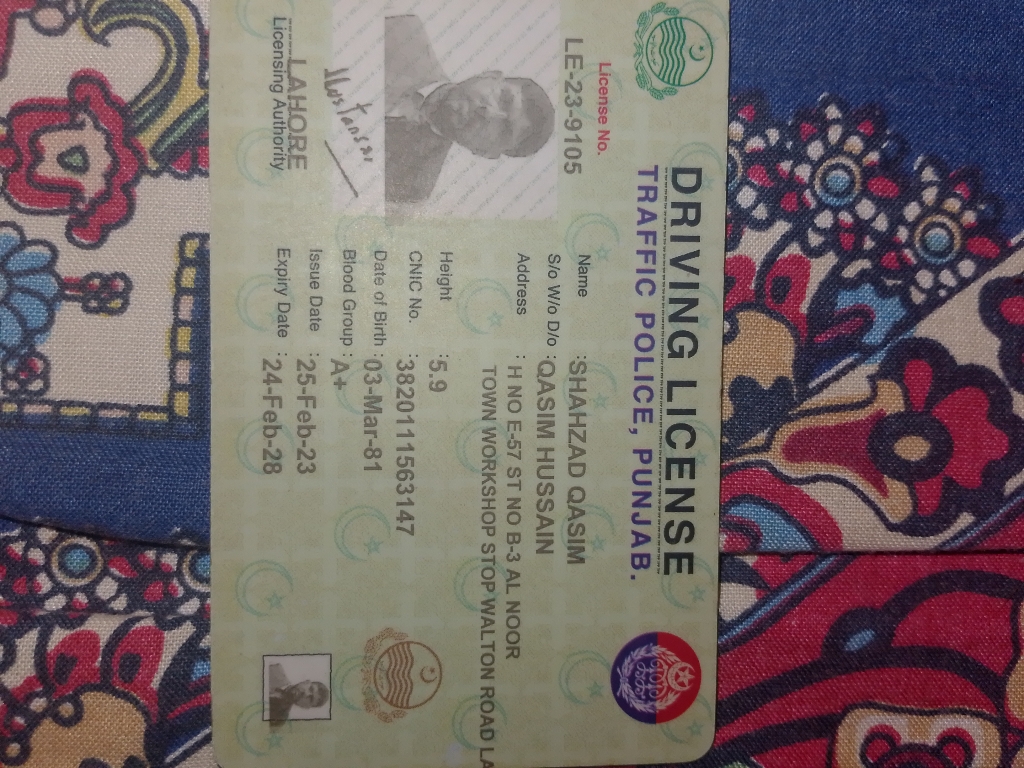 DRIVING LICENSE
TRAFFIC POLICE, PUNJAB.
License No.
LE-23-9105
Name :SHAHZAD QASIM
S/o W/o D/o :QASIM HUSSAIN
Address : H NO E-57 ST NO B-3 AL NOOR
TOWN WORKSHOP STOP WALTON ROAD LA
Height :5.9
CNIC No. :3820111563147
Date of Birth :03-Mar-81
Blood Group :A+
Issue Date :25-Feb-23
Expiry Date :24-Feb-28
LAHORE
Licensing Authority